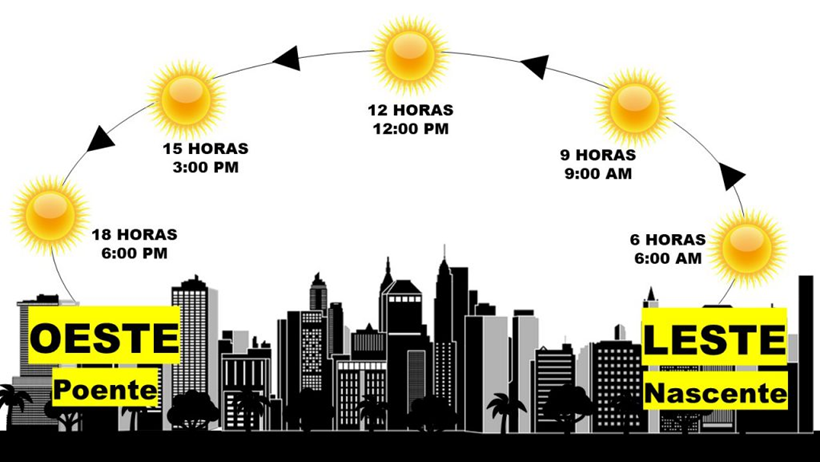 12 HORAS
12:00 PM
15 HORAS
3:00 PM
9 HORAS
9:00 AM
18 HORAS
6:00 PM
6 HORAS
6:00 AM
OESTE
Poente
LESTE
Nascente